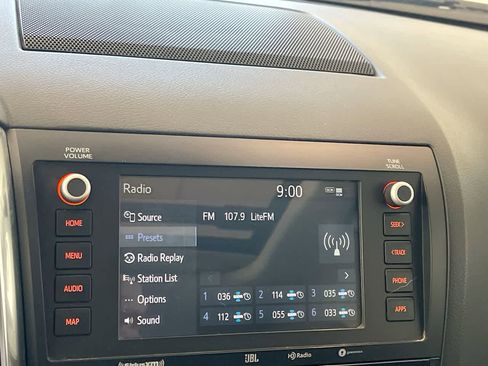 POWER
VOLUME
TUNE
SCROLL
Radio 9:00
HOME
MENU
AUDIO
MAP
Source
Presets
Radio Replay
Station List
Options
Sound
FM 107.9 LiteFM
1 036 2 114 3 035
4 112 5 055 6 033
SEEK>
<TRACK
PHONE
APPS
SiriusXM
JBL
HD Radio